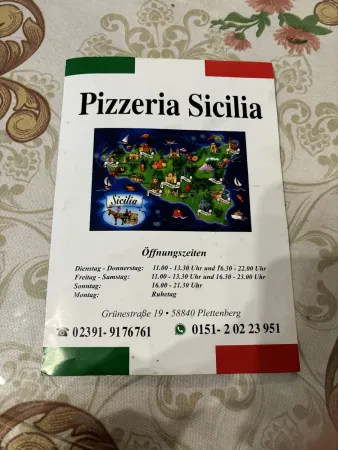 Pizzeria Sicilia
Sicilia
Öffnungszeiten
Dienstag - Donnerstag: 11.00 - 13.30 Uhr und 16.30 - 22.00 Uhr
Freitag - Samstag: 11.00 - 13.30 Uhr und 16.30 - 23.00 Uhr
Sonntag: 16.00 - 21.30 Uhr
Montag: Ruhetag
Grünestraße 19 • 58840 Plettenberg
02391- 9176761 0151- 2 02 23 951